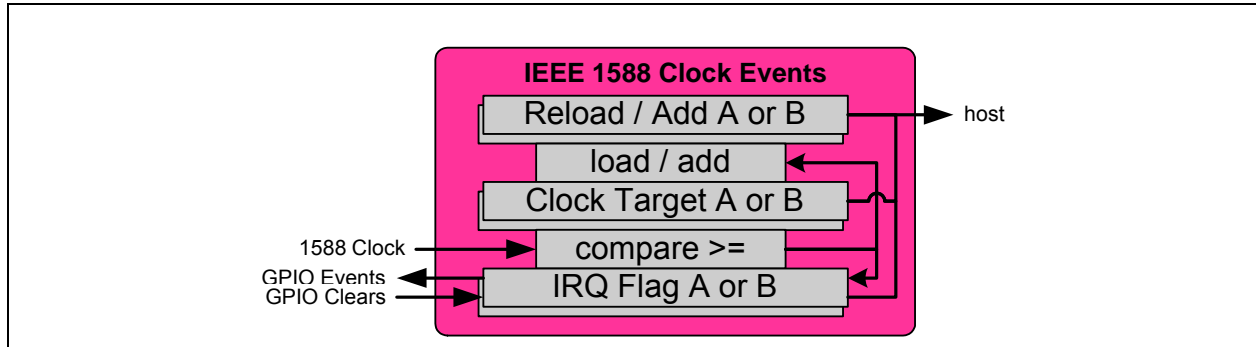 IEEE 1588 Clock Events
Reload / Add A or B
host
load / add
Clock Target A or B
1588 Clock
compare >=
GPIO Events
IRQ Flag A or B
GPIO Clears